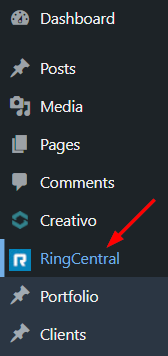 Dashboard
Posts
Media
Pages
Comments
Creativo
RingCentral
Portfolio
Clients